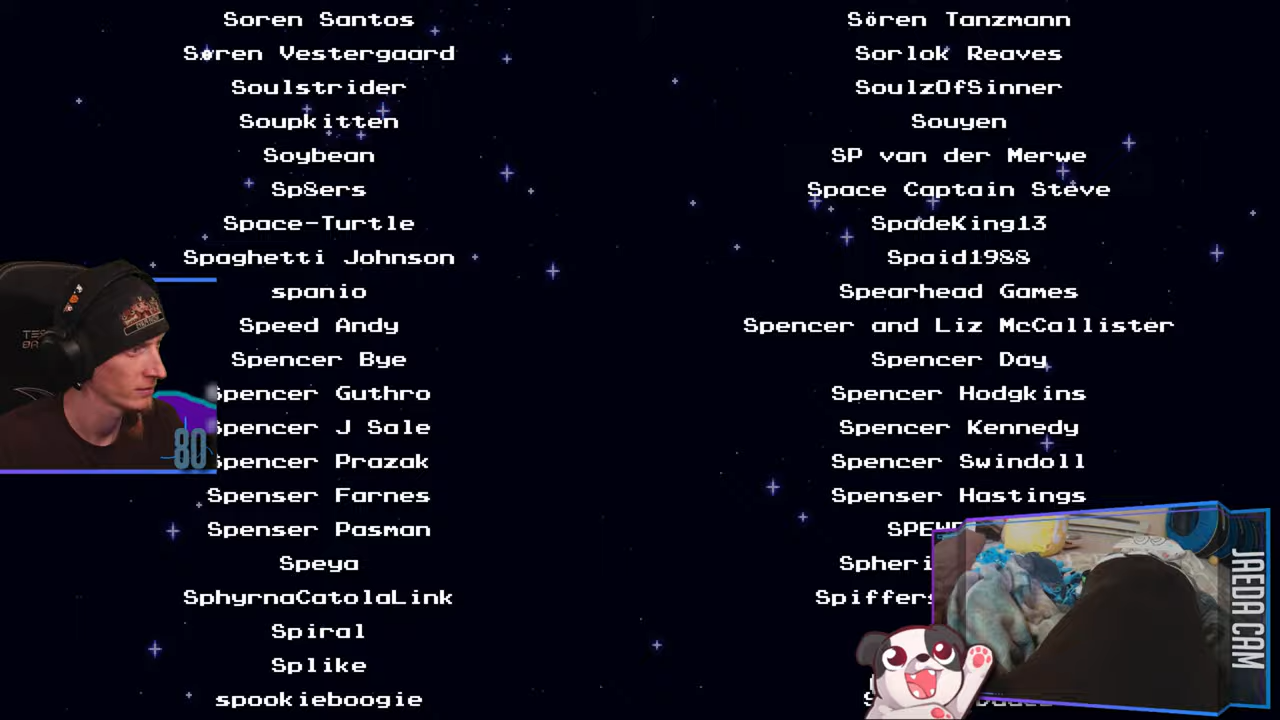 Soren Santos
Søren Vestergaard
Soulstrider
Soupkitten
Soybean
Sp8ers
Space-Turtle
Spaghetti Johnson
spanio
Speed Andy
Spencer Bye
Spencer Guthro
Spencer J Sale
Spencer Prazak
Spenser Farnes
Spenser Pasman
Speya
SphyrnaCatolaLink
Spiral
Splike
spookieboogie
Sören Tanzmann
Sorlok Reaves
SoulzOfSinner
Souyen
SP van der Merwe
Space Captain Steve
SpadeKing13
Spaid1988
Spearhead Games
Spencer and Liz McCallister
Spencer Day
Spencer Hodgkins
Spencer Kennedy
Spencer Swindoll
Spenser Hastings
80
JAEDA CAM